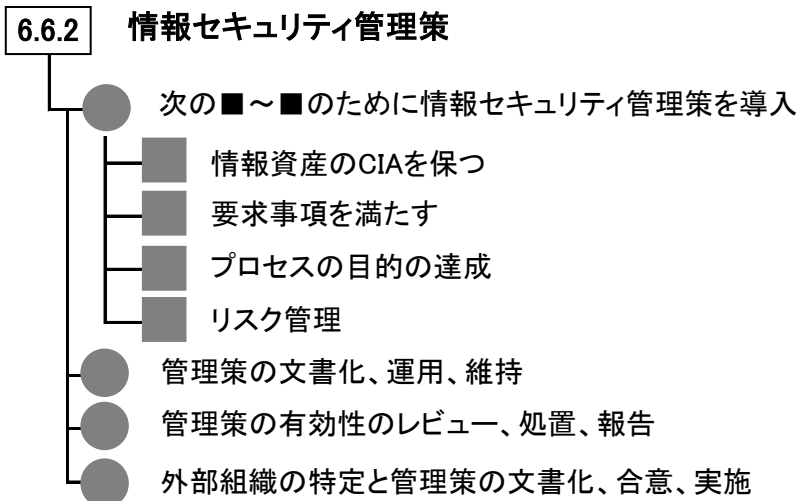 6.6.2 情報セキュリティ管理策
次の■~■のために情報セキュリティ管理策を導入
情報資産のCIAを保つ
要求事項を満たす
プロセスの目的の達成
リスク管理
管理策の文書化、運用、維持
管理策の有効性のレビュー、処置、報告
外部組織の特定と管理策の文書化、合意、実施